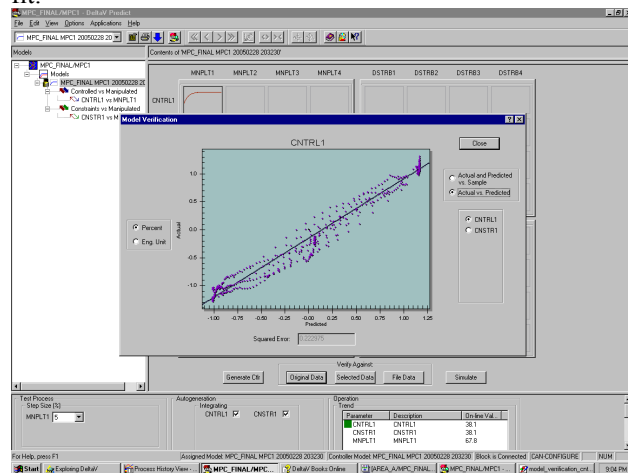 fit?
MPC_FINAL/MPC1 - DeltaV Predict
File Edit View Options Applications Help
MPC_FINAL MPC1 20050228 20
Models
Contents of 'MPC_FINAL MPC1 20050228 203230'
MPC_FINAL/MPC1
Models
MPC_FINAL MPC1 20050228 20
Controlled vs Manipulated
CNTRL1 vs MNPLT1
Constraints vs Manipulated
CNSTR1 vs M
MNPLT1 MNPLT2 MNPLT3 MNPLT4 DSTRB1 DSTRB2 DSTRB3 DSTRB4
CNTRL1
Model Verification
CNTRL1
Close
Actual and Predicted
vs. Sample
Actual vs. Predicted
Percent
Eng. Unit
CNTRL1
CNSTR1
Actual
1.0
0.5
0.0
-0.5
-1.0
-1.00 -0.75 -0.50 -0.25 -0.00 0.25 0.50 0.75 1.00 1.25
Predicted
Squared Error: 0.222975
Verify Against:
Generate Ctlr Original Data Selected Data File Data Simulate
Test Process
Step Size (%)
MNPLT1: 5
Autogeneration
Integrating
CNTRL1 CNSTR1
Operation
Trend
Parameter Description On-line Val...
CNTRL1 CNTRL1 38.1
CNSTR1 CNSTR1 38.1
MNPLT1 MNPLT1 67.8
For Help, press F1
Assigned Model: MPC_FINAL MPC1 20050228 203230 Controller Model: MPC_FINAL MPC1 20050228 203230 Block is Connected CAN-CONFIGURE NUM
Start Exploring DeltaV Process History View - ... MPC_FINAL/MPC... DeltaV Books Online [AREA_A/MPC_FINAL... MPC_FINAL/MPC1 - ... model_verification_cnt... 9:04 PM